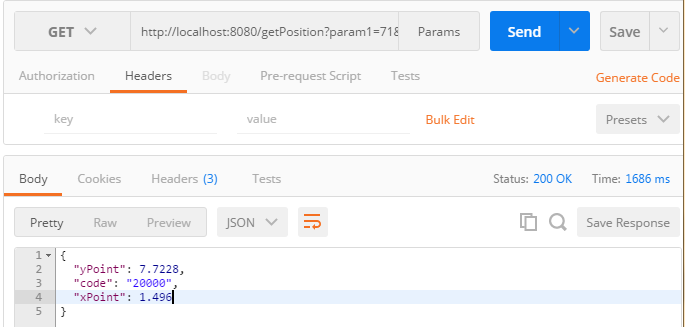 GET http://localhost:8080/getPosition?param1=71& Params Send Save
Authorization Headers Body Pre-request Script Tests Generate Code
key value Bulk Edit Presets
Body Cookies Headers (3) Tests Status: 200 OK Time: 1686 ms
Pretty Raw Preview JSON Save Response
1 {
2 "yPoint": 7.7228,
3 "code": "20000",
4 "xPoint": 1.496
5 }